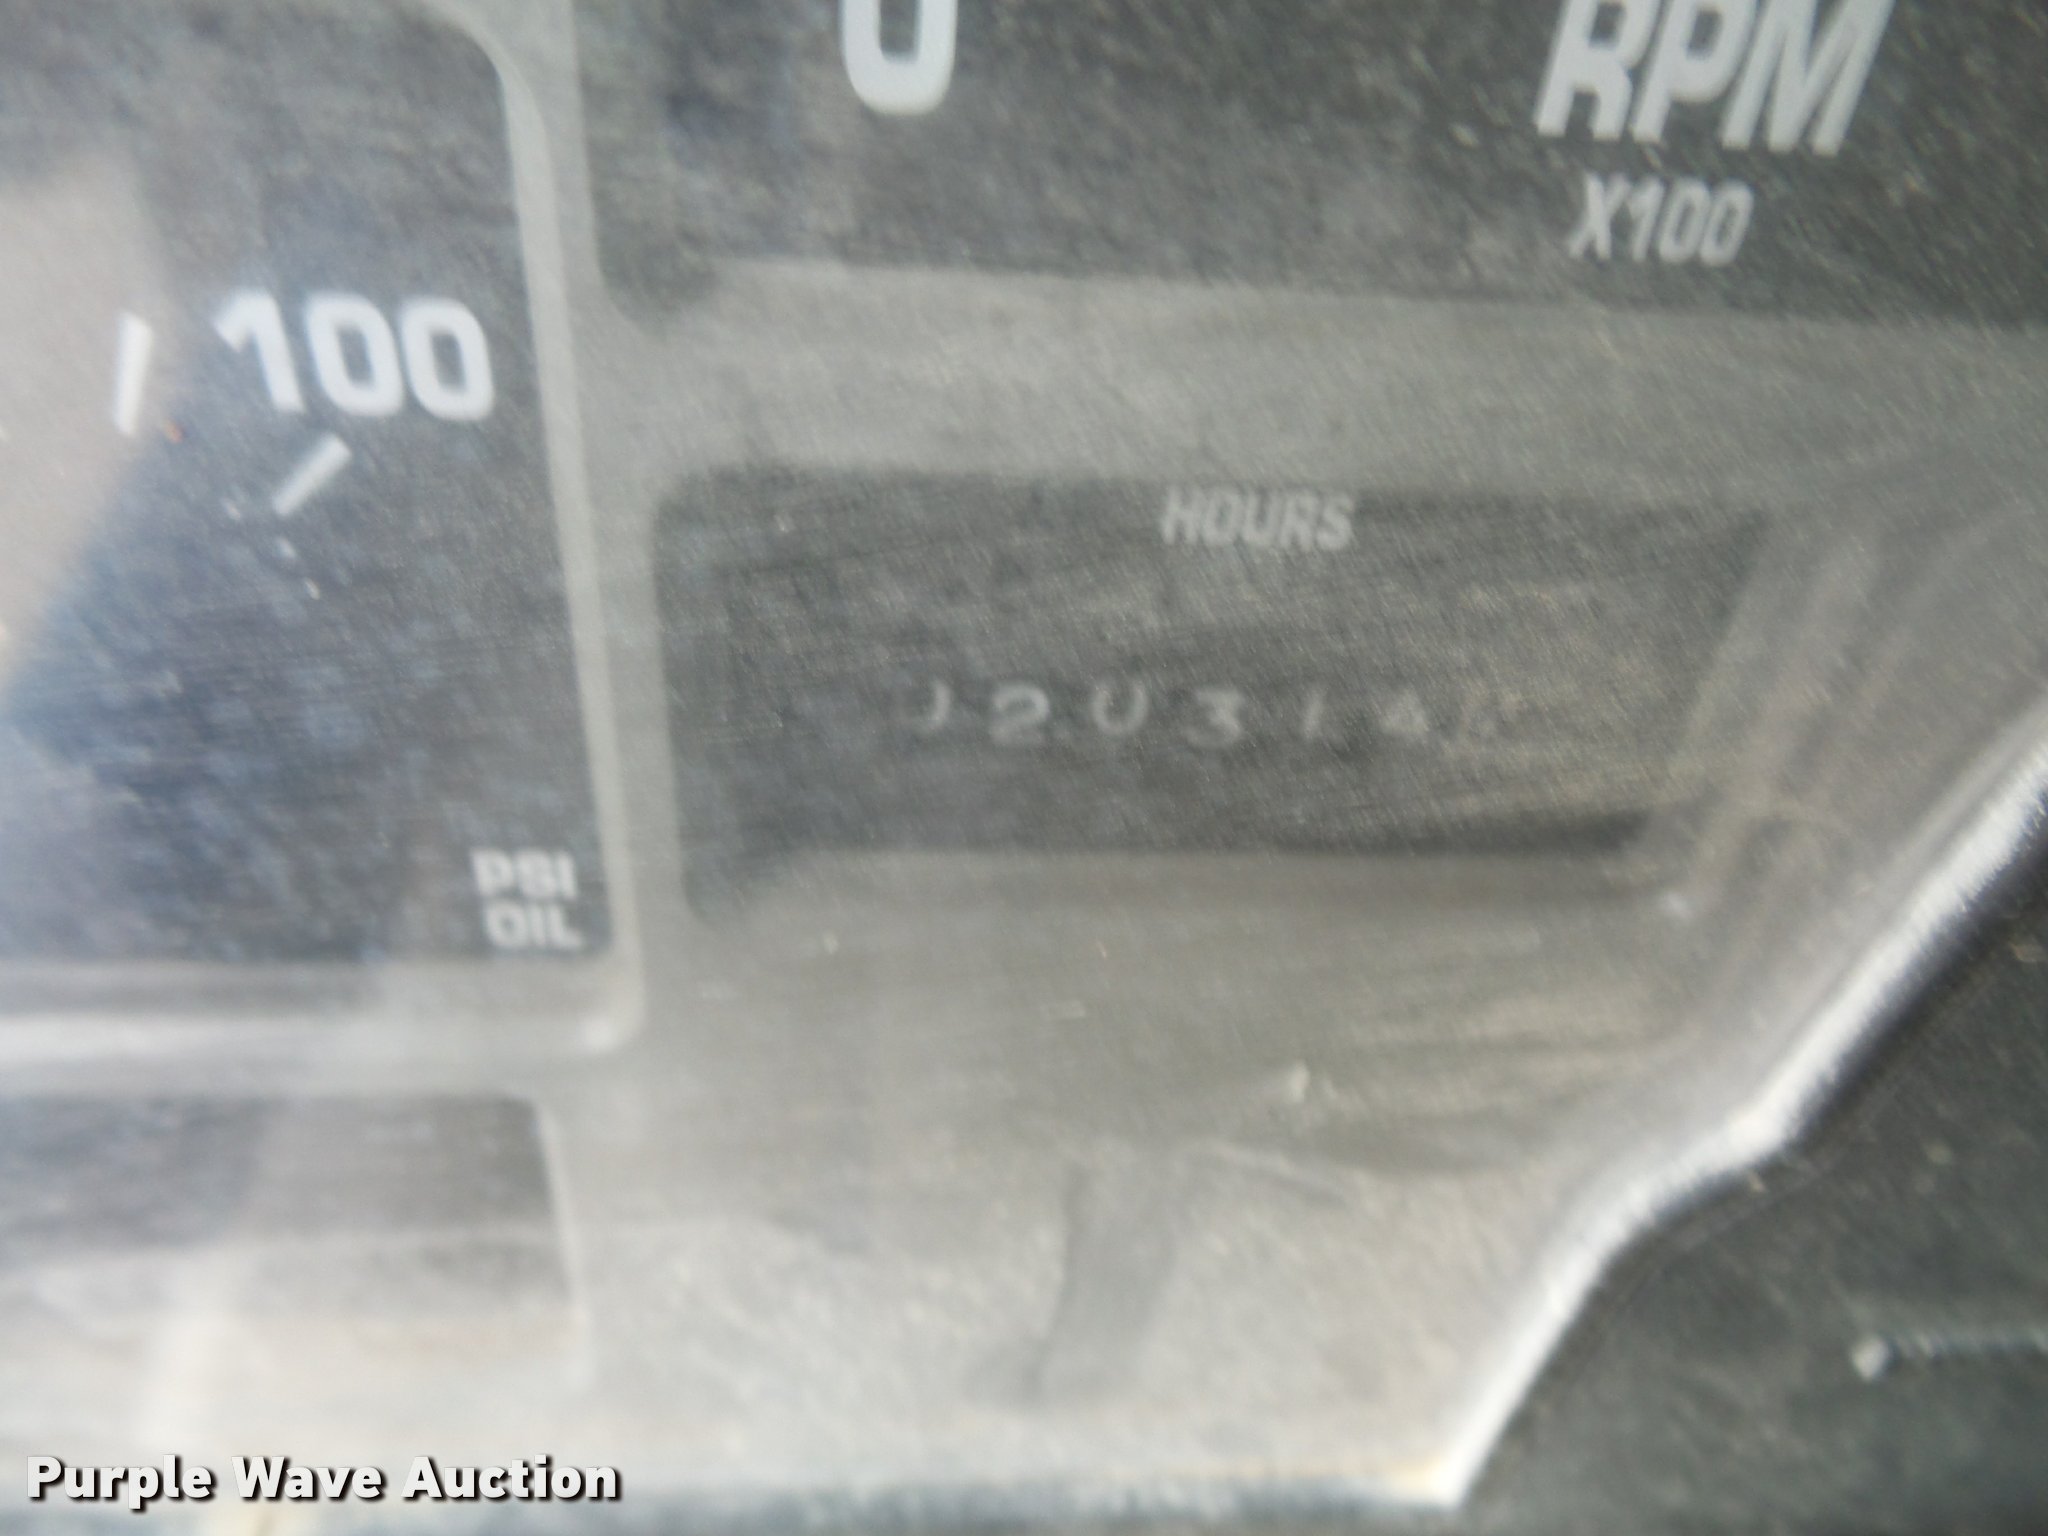 0
RPM
X100
100
HOURS
PSI
OIL
Purple Wave Auction